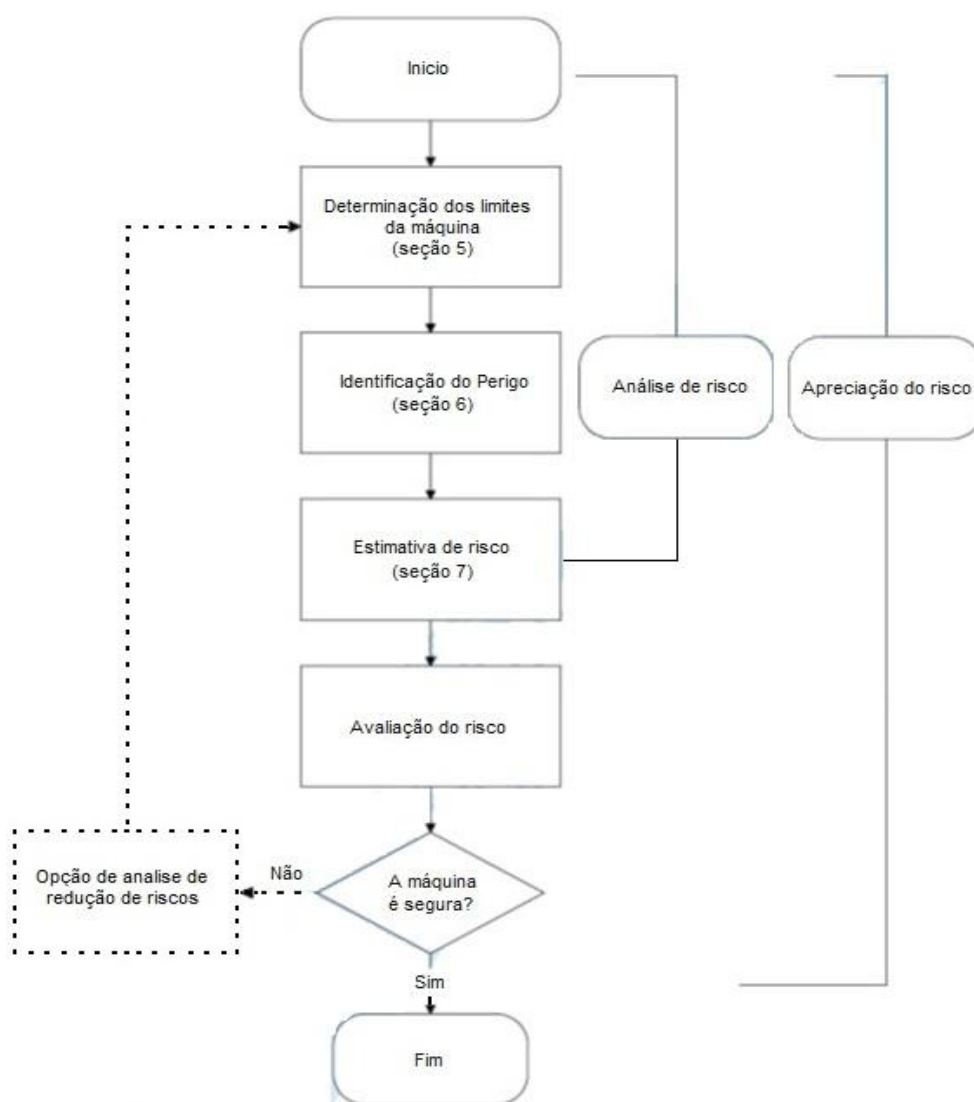 Inicio
Determinação dos limites
da máquina
(seção 5)
Identificação do Perigo
(seção 6)
Análise de risco
Apreciação do risco
Estimativa de risco
(seção 7)
Avaliação do risco
Opção de analise de
redução de riscos
Não
A máquina
é segura?
Sim
Fim